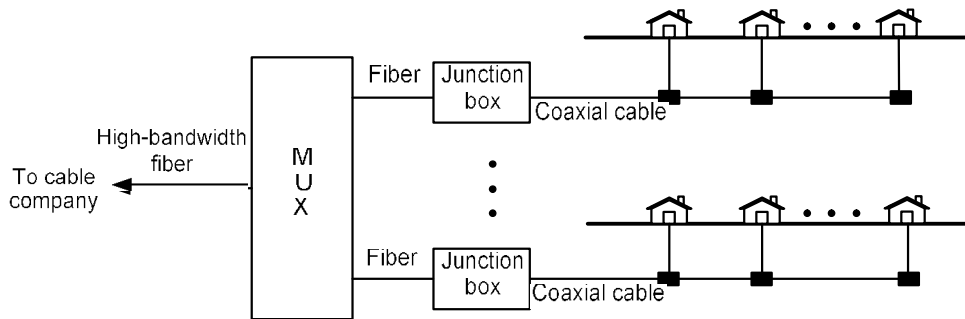 Fiber
Junction
box
Coaxial cable
High-bandwidth
fiber
To cable
company
M
U
X
Fiber
Junction
box
Coaxial cable